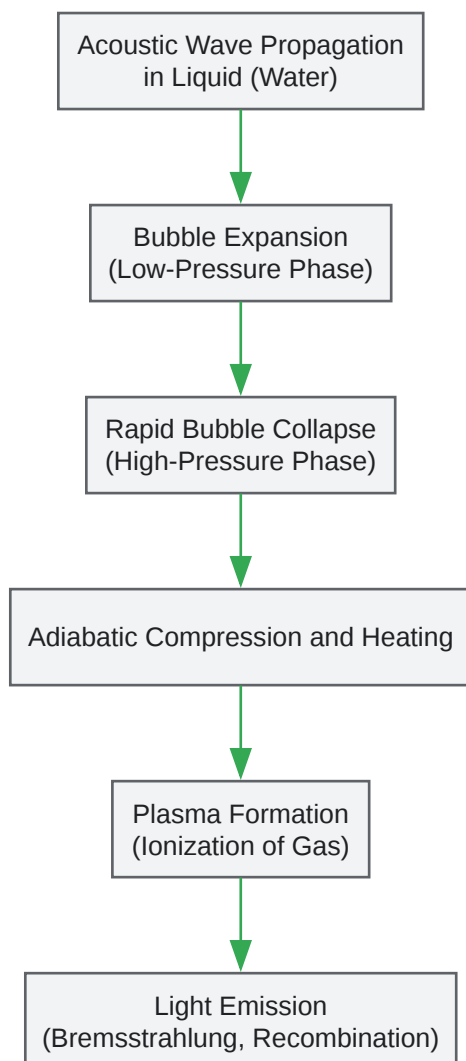 Acoustic Wave Propagation
in Liquid (Water)
Bubble Expansion
(Low-Pressure Phase)
Rapid Bubble Collapse
(High-Pressure Phase)
Adiabatic Compression and Heating
Plasma Formation
(Ionization of Gas)
Light Emission
(Bremsstrahlung, Recombination)